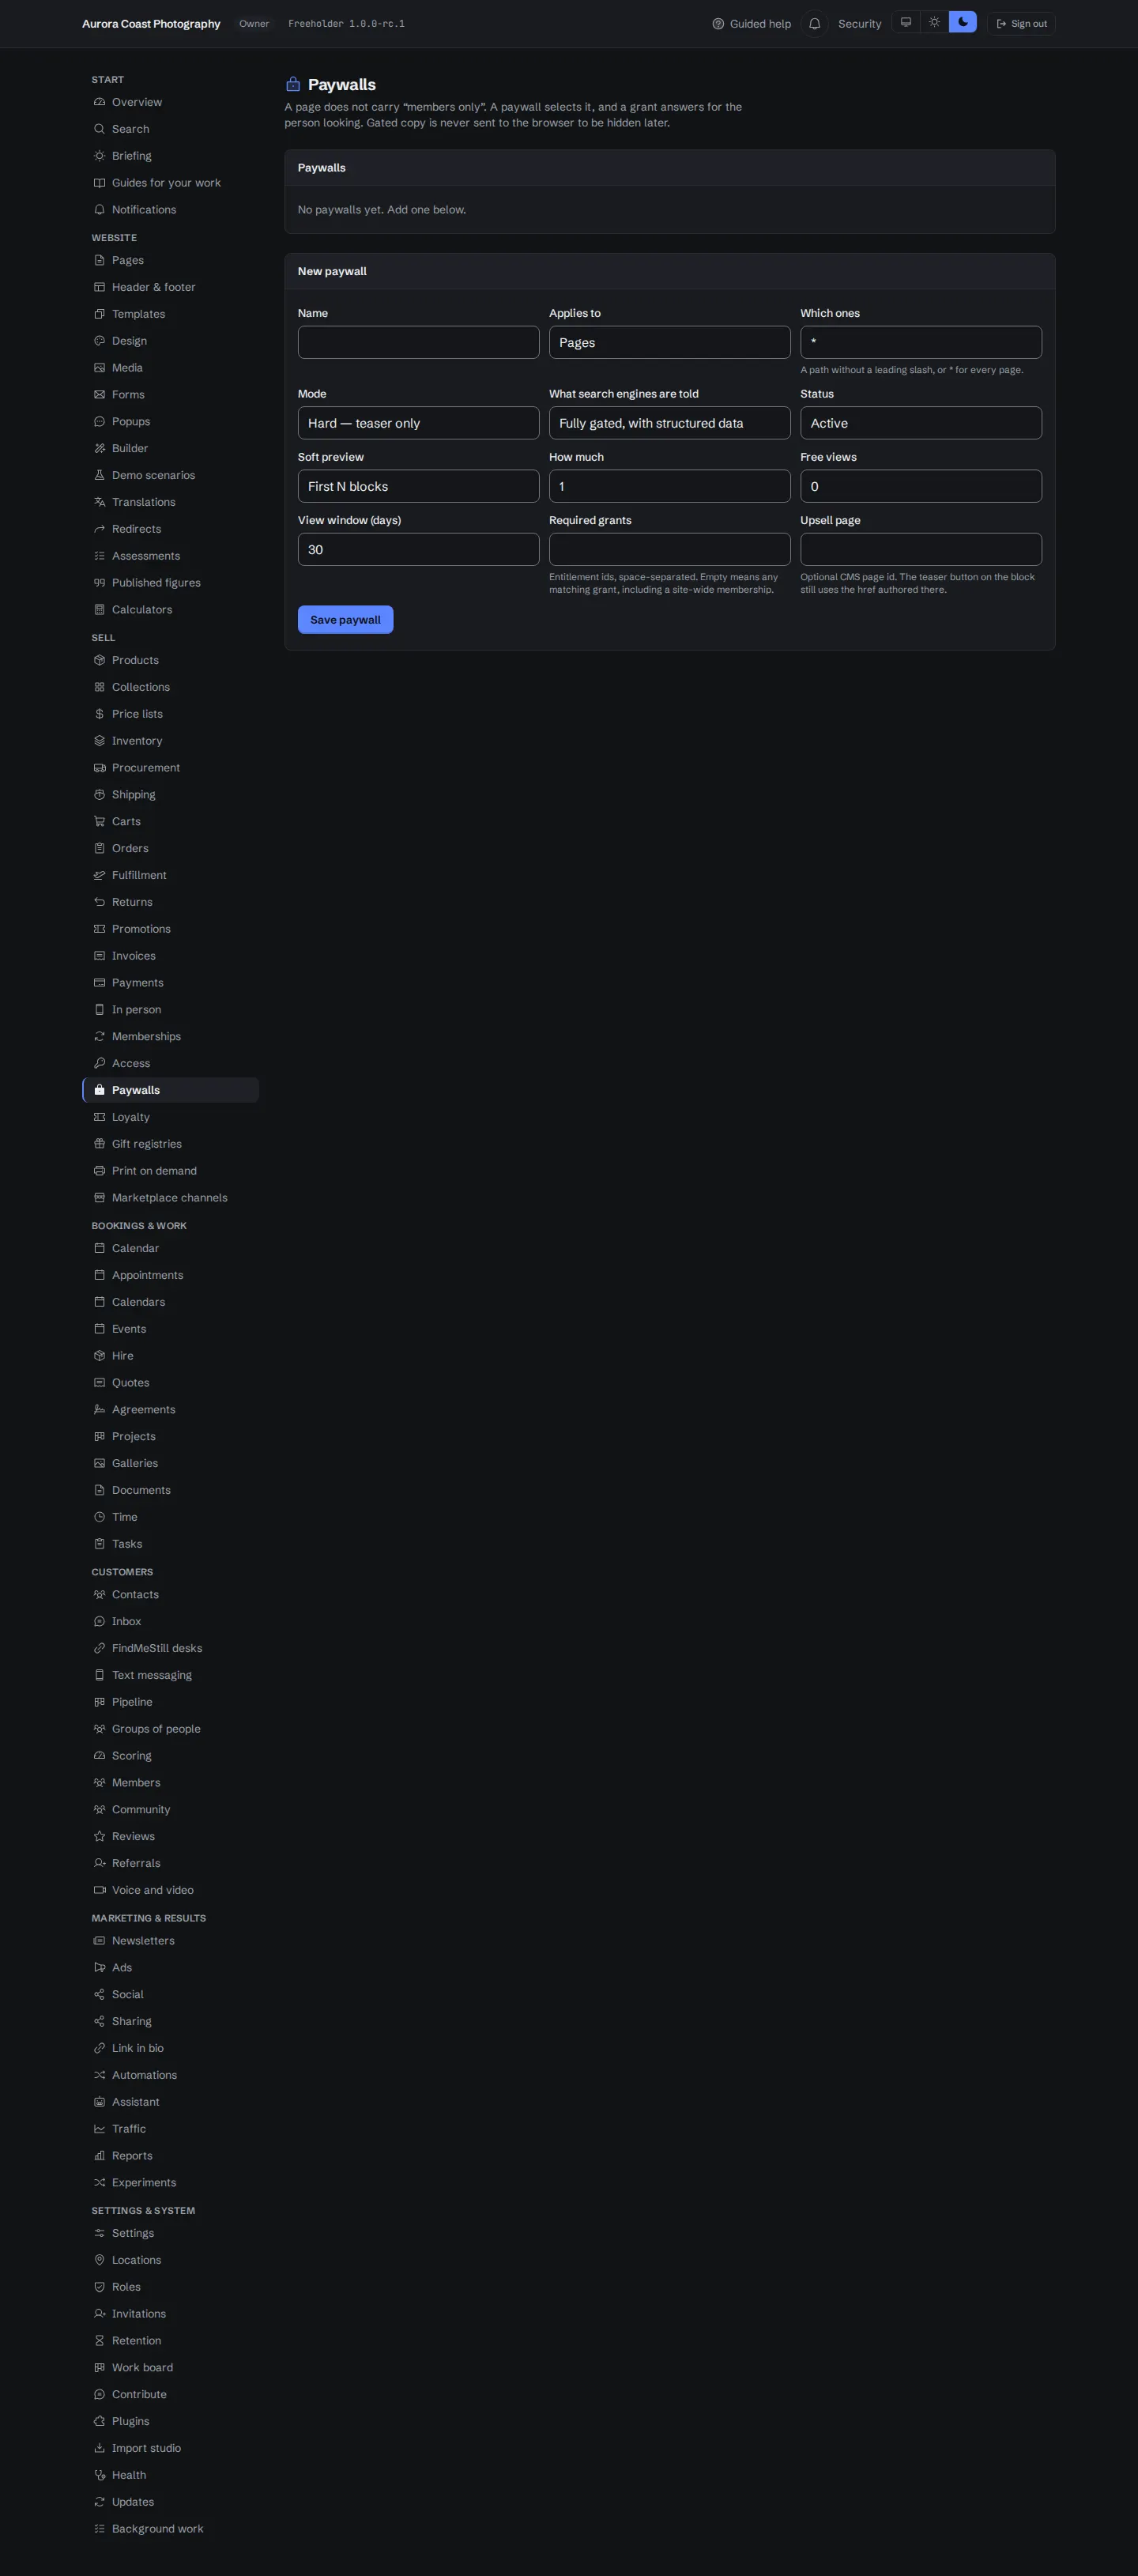 Aurora Coast Photography
Owner
Freeholder 1.0.0-rc.1
Guided help
Security
Sign out
START
Overview
Search
Briefing
Guides for your work
Notifications
WEBSITE
Pages
Header & footer
Templates
Design
Media
Forms
Popups
Builder
Demo scenarios
Translations
Redirects
Assessments
Published figures
Calculators
SELL
Products
Collections
Price lists
Inventory
Procurement
Shipping
Carts
Orders
Fulfillment
Returns
Promotions
Invoices
Payments
In person
Memberships
Access
Paywalls
Loyalty
Gift registries
Print on demand
Marketplace channels
BOOKINGS & WORK
Calendar
Appointments
Calendars
Events
Hire
Quotes
Agreements
Projects
Galleries
Documents
Time
Tasks
CUSTOMERS
Contacts
Inbox
FindMeStill desks
Text messaging
Pipeline
Groups of people
Scoring
Members
Community
Reviews
Referrals
Voice and video
MARKETING & RESULTS
Newsletters
Ads
Social
Sharing
Link in bio
Automations
Assistant
Traffic
Reports
Experiments
SETTINGS & SYSTEM
Settings
Locations
Roles
Invitations
Retention
Work board
Contribute
Plugins
Import studio
Health
Updates
Background work
Paywalls
A page does not carry “members only”. A paywall selects it, and a grant answers for the
person looking. Gated copy is never sent to the browser to be hidden later.
Paywalls
No paywalls yet. Add one below.
New paywall
Name
Applies to
Pages
Which ones
*
A path without a leading slash, or * for every page.
Mode
Hard — teaser only
What search engines are told
Fully gated, with structured data
Status
Active
Soft preview
First N blocks
How much
1
Free views
0
View window (days)
30
Required grants
Entitlement ids, space-separated. Empty means any
matching grant, including a site-wide membership.
Upsell page
Optional CMS page id. The teaser button on the block
still uses the href authored there.
Save paywall